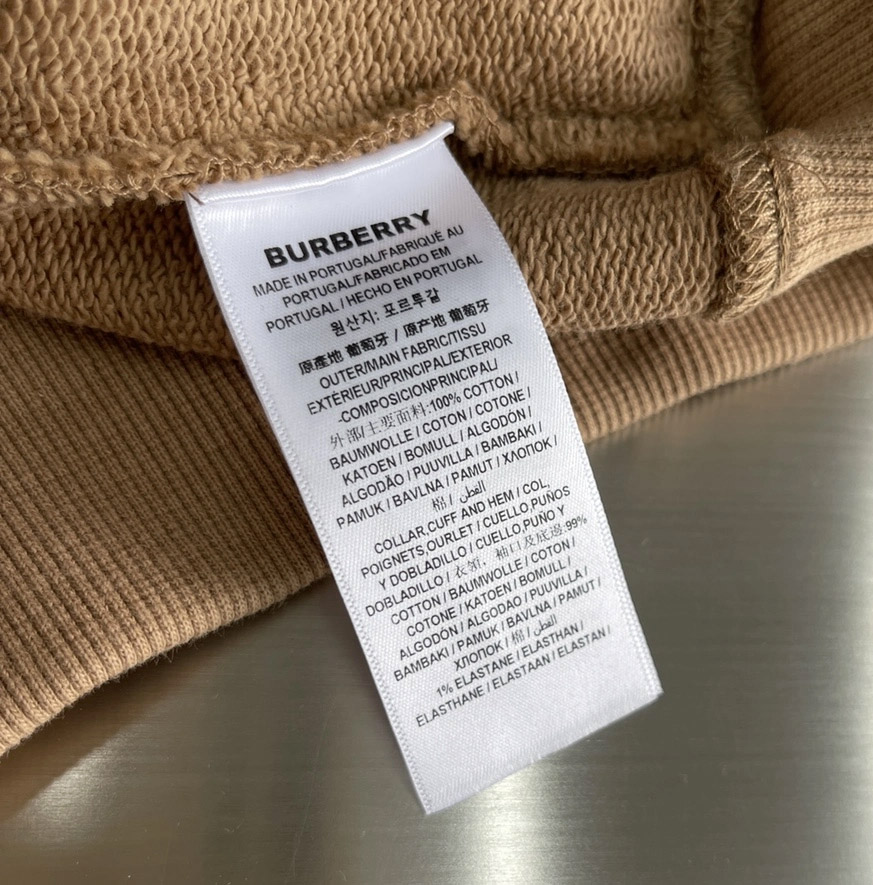 BURBERRY
MADE IN PORTUGAL/FABRIQUÉ AU
PORTUGAL/FABRICADO EM
PORTUGAL / HECHO EN PORTUGAL
원산지: 포르투갈
原產地 葡萄牙 / 原产地 葡萄牙
OUTER/MAIN FABRIC/TISSU
EXTÉRIEUR/PRINCIPAL/EXTERIOR
-COMPOSICIONPRINCIPAL/
外部/主要面料:100% COTTON /
BAUMWOLLE / COTON / COTONE /
KATOEN / BOMULL / ALGODÓN /
ALGODÃO / PUUVILLA / BAMBAKI /
PAMUK / BAVLNA / PAMUT / ХЛОПОК /
棉 / القطن
COLLAR,CUFF AND HEM / COL,
POIGNETS,OURLET / CUELLO,PUÑOS
Y DOBLADILLO / CUELLO,PUÑO Y
DOBLADILLO / 衣領, 袖口及底邊:99%
COTTON / BAUMWOLLE / COTON /
COTONE / KATOEN / BOMULL /
ALGODÓN / ALGODAO / PUUVILLA /
BAMBAKI / PAMUK / BAVLNA / PAMUT /
ХЛОПОК / 棉 / القطن
1% ELASTANE / ELASTHAN /
ELASTHANE / ELASTAAN / ELASTAN /